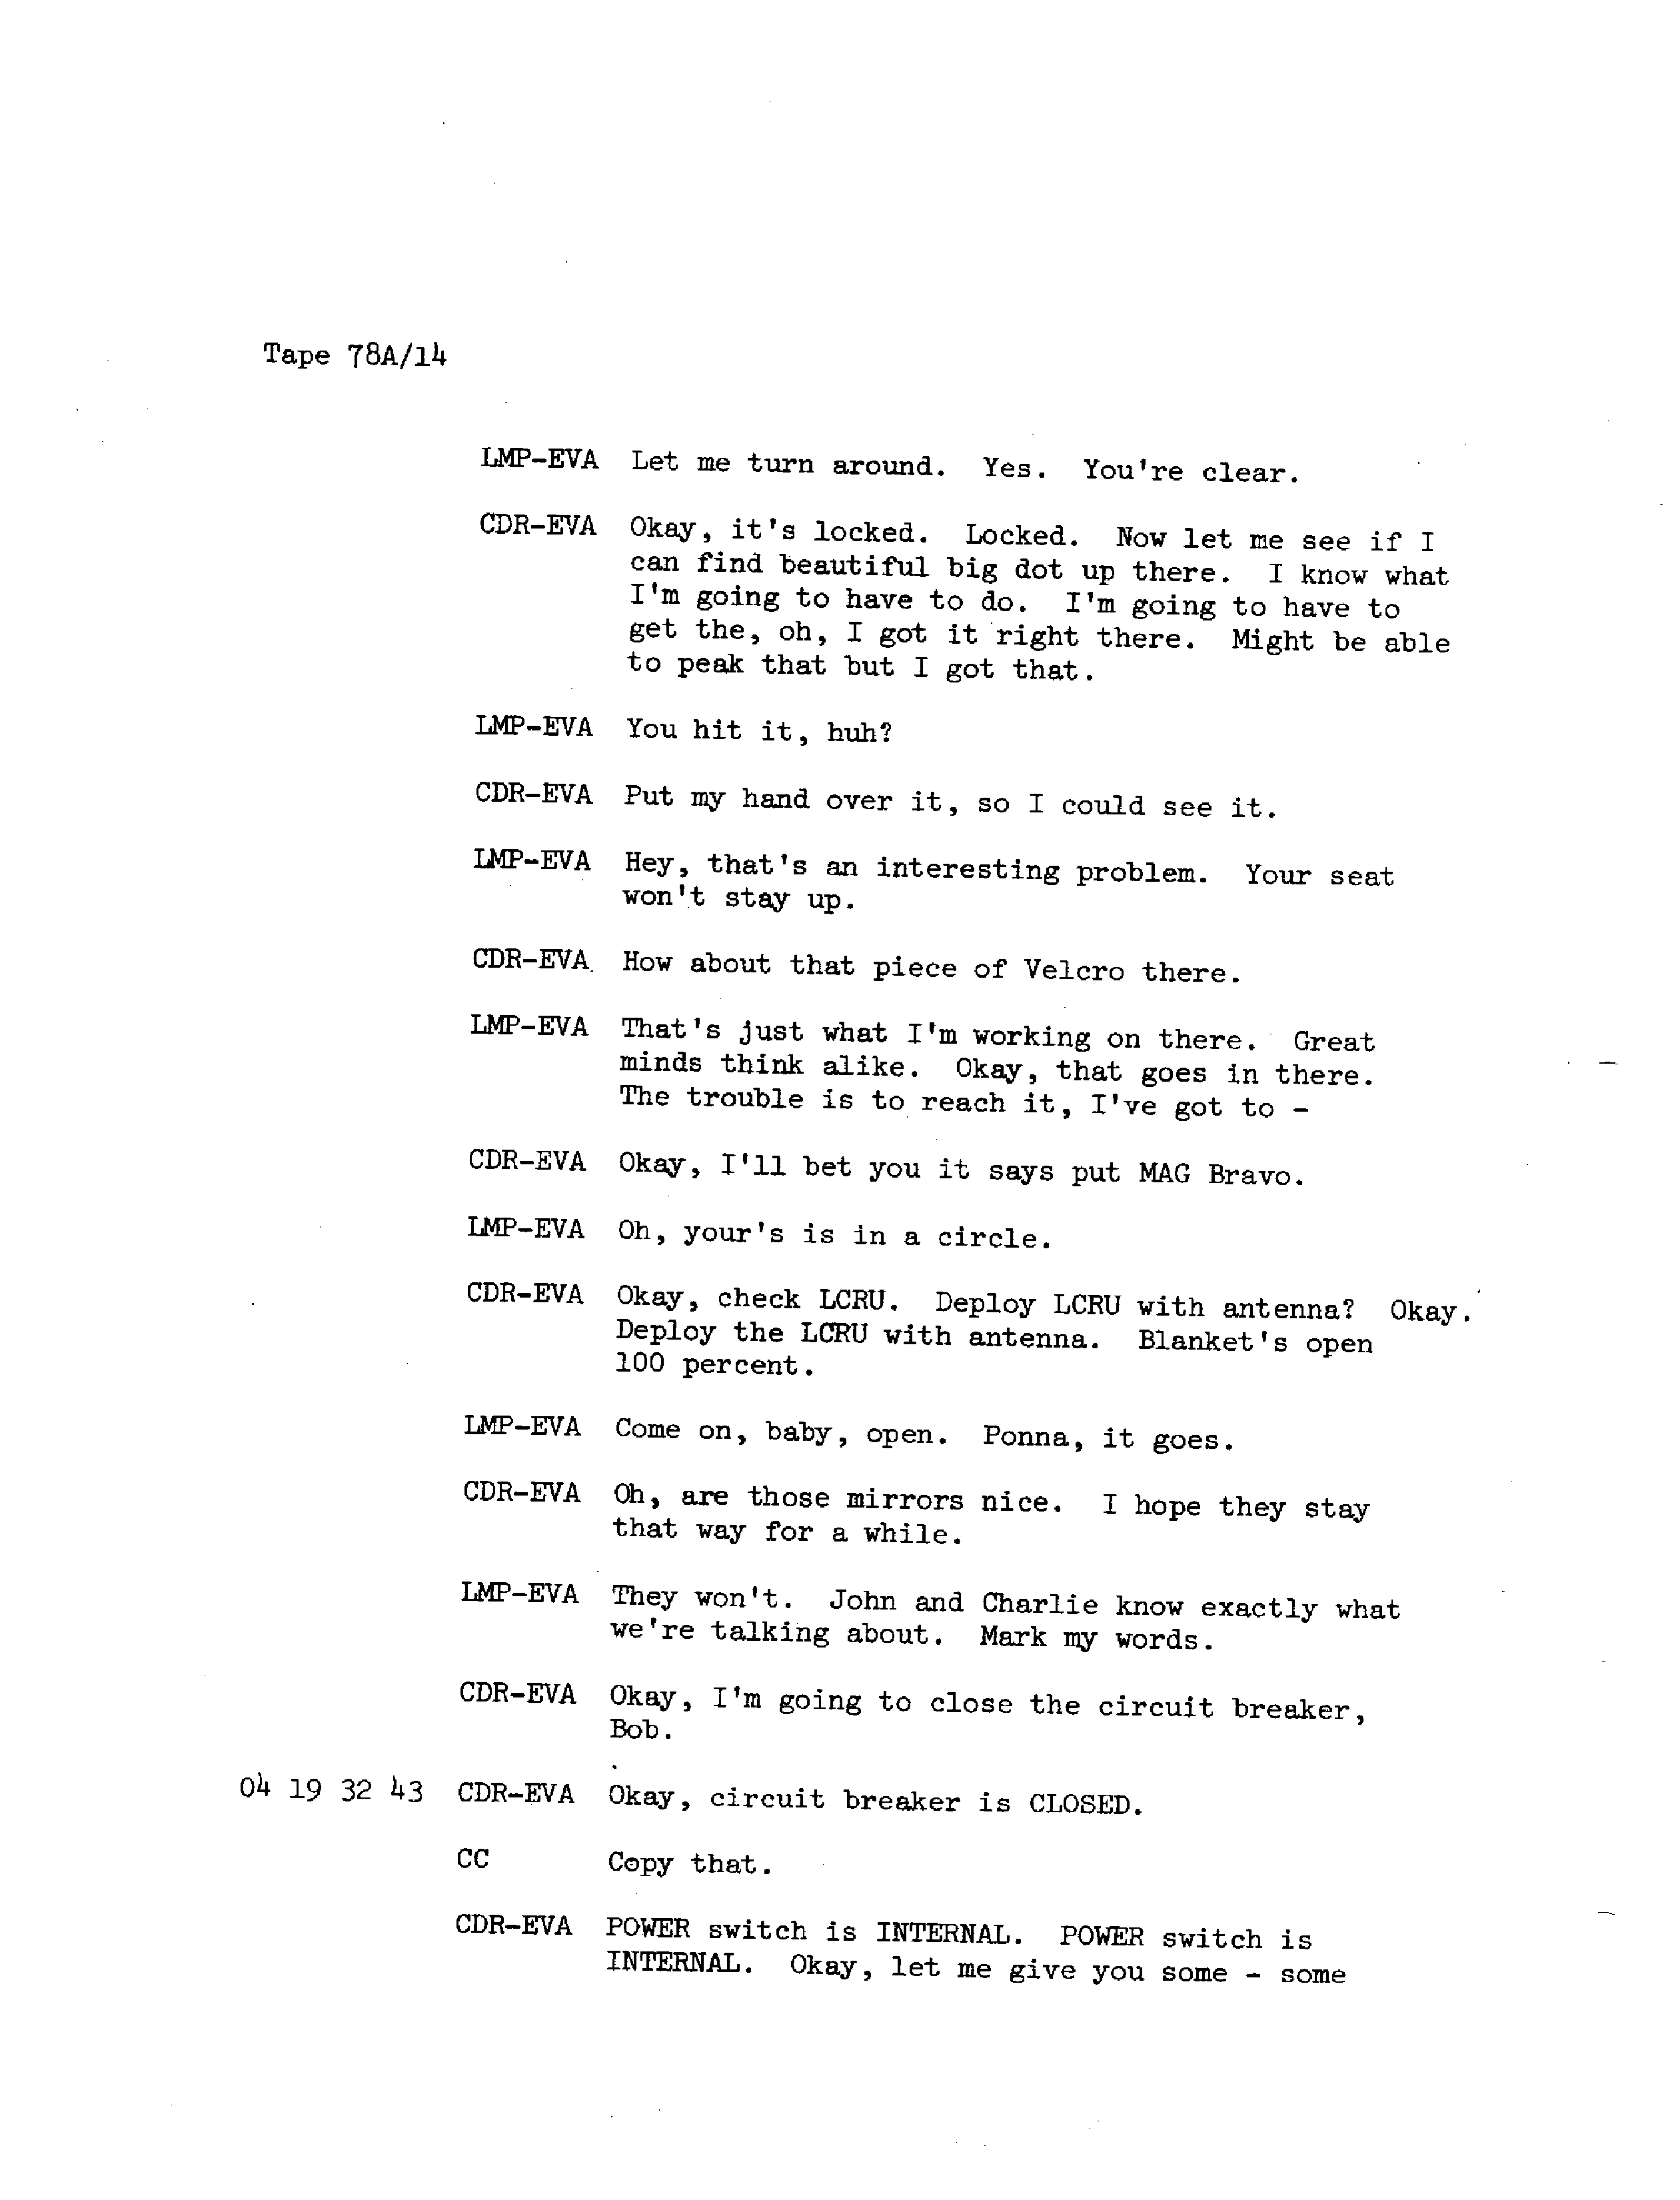 Tape 78A/14
LMP-EVA Let me turn around. Yes. You're clear.
CDR-EVA Okay, it's locked. Locked. Now let me see if I
can find beautiful big dot up there. I know what
I'm going to have to do. I'm going to have to
get the, oh, I got it right there. Might be able
to peak that but I got that.
LMP-EVA You hit it, huh?
CDR-EVA Put my hand over it, so I could see it.
LMP-EVA Hey, that's an interesting problem. Your seat
won't stay up.
CDR-EVA How about that piece of Velcro there.
LMP-EVA That's just what I'm working on there. Great
minds think alike. Okay, that goes in there.
The trouble is to reach it, I've got to -
CDR-EVA Okay, I'll bet you it says put MAG Bravo.
LMP-EVA Oh, your's is in a circle.
CDR-EVA Okay, check LCRU. Deploy LCRU with antenna? Okay.
Deploy the LCRU with antenna. Blanket's open
100 percent.
LMP-EVA Come on, baby, open. Ponna, it goes.
CDR-EVA Oh, are those mirrors nice. I hope they stay
that way for a while.
LMP-EVA They won't. John and Charlie know exactly what
we're talking about. Mark my words.
CDR-EVA Okay, I'm going to close the circuit breaker,
Bob.
04 19 32 43 CDR-EVA Okay, circuit breaker is CLOSED.
CC Copy that.
CDR-EVA POWER switch is INTERNAL. POWER switch is
INTERNAL. Okay, let me give you some - some